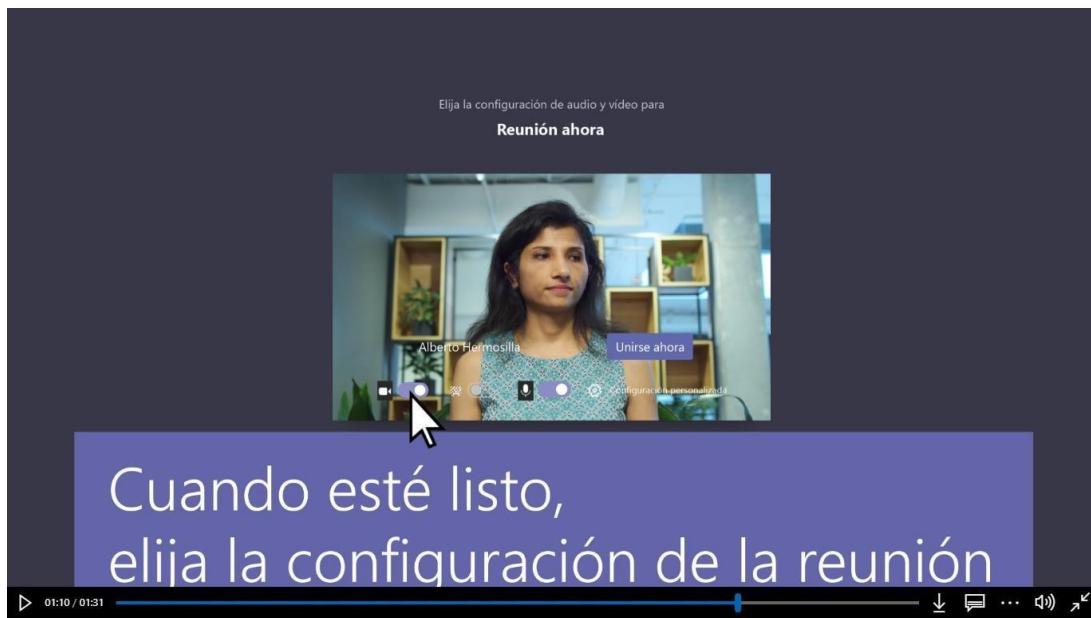 Elija la configuración de audio y vídeo para
Reunión ahora
Alberto Hermosilla
Unirse ahora
Configuración personalizada
Cuando esté listo,
elija la configuración de la reunión
01:10 / 01:31